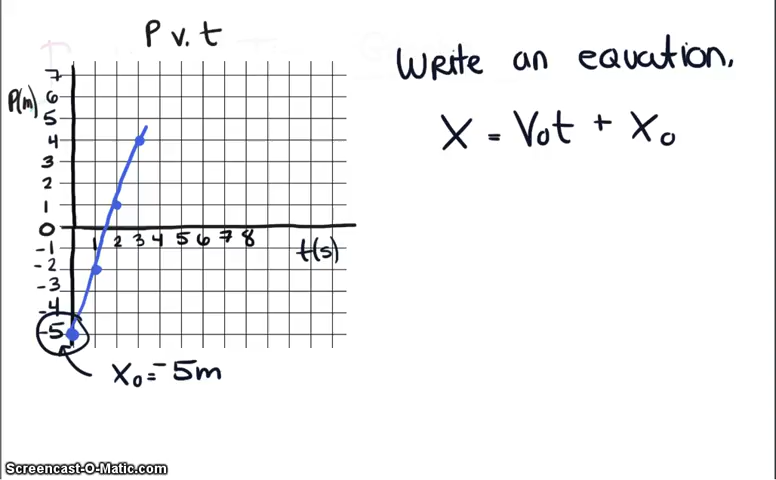 P v. t
Write an equation.
P(m)
7
6
5
4
3
2
1
0
-1
-2
-3
-4
-5
1 2 3 4 5 6 7 8
t(s)
X = V₀t + X₀
X₀ = -5m
Screencast-O-Matic.com